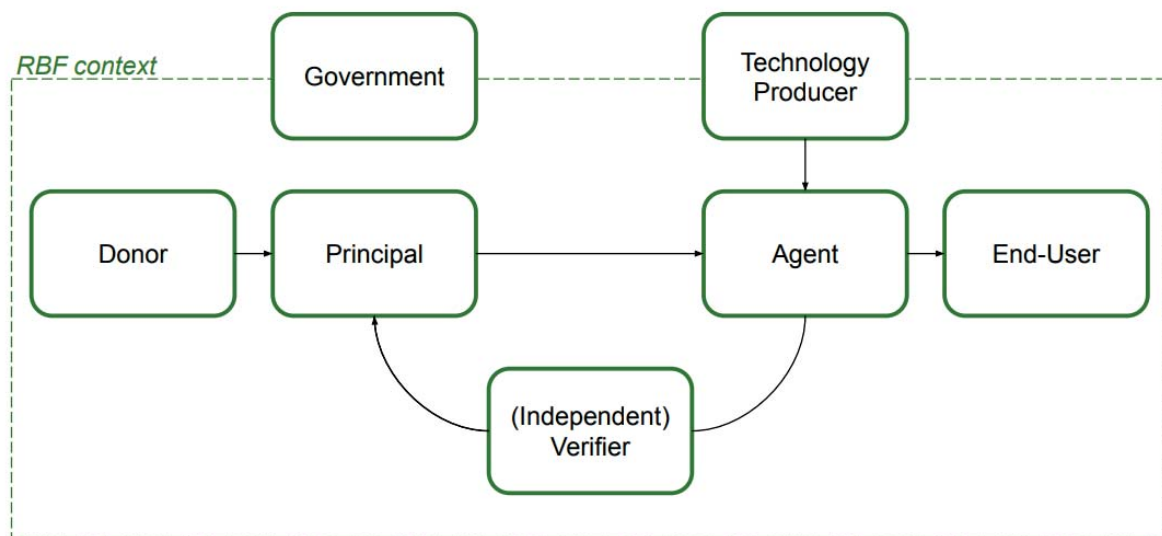 RBF context
Government
Technology
Producer
Donor
Principal
Agent
End-User
(Independent)
Verifier